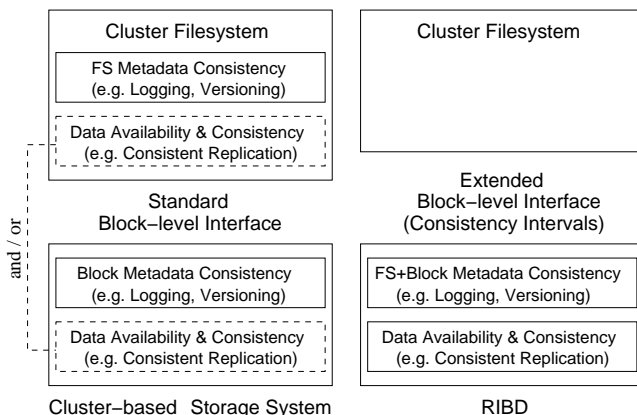 Cluster Filesystem
FS Metadata Consistency
(e.g. Logging, Versioning)
Data Availability & Consistency
(e.g. Consistent Replication)
Standard
Block−level Interface
and / or
Block Metadata Consistency
(e.g. Logging, Versioning)
Data Availability & Consistency
(e.g. Consistent Replication)
Cluster−based Storage System
Cluster Filesystem
Extended
Block−level Interface
(Consistency Intervals)
FS+Block Metadata Consistency
(e.g. Logging, Versioning)
Data Availability & Consistency
(e.g. Consistent Replication)
RIBD